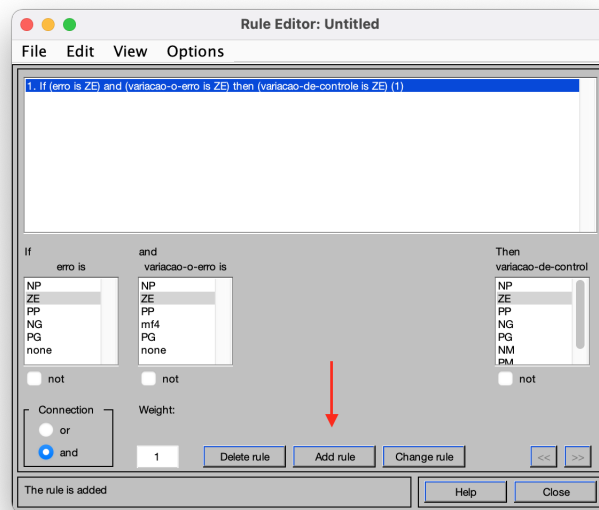 Rule Editor: Untitled
File Edit View Options
1. If (erro is ZE) and (variacao-o-erro is ZE) then (variacao-de-controle is ZE) (1)
If and Then
erro is variacao-o-erro is variacao-de-control
NP NP NP
ZE ZE ZE
PP PP PP
NG mf4 NG
PG PG PG
none none NM
PM
not not not
Connection Weight:
or
and 1 Delete rule Add rule Change rule << >>
The rule is added Help Close